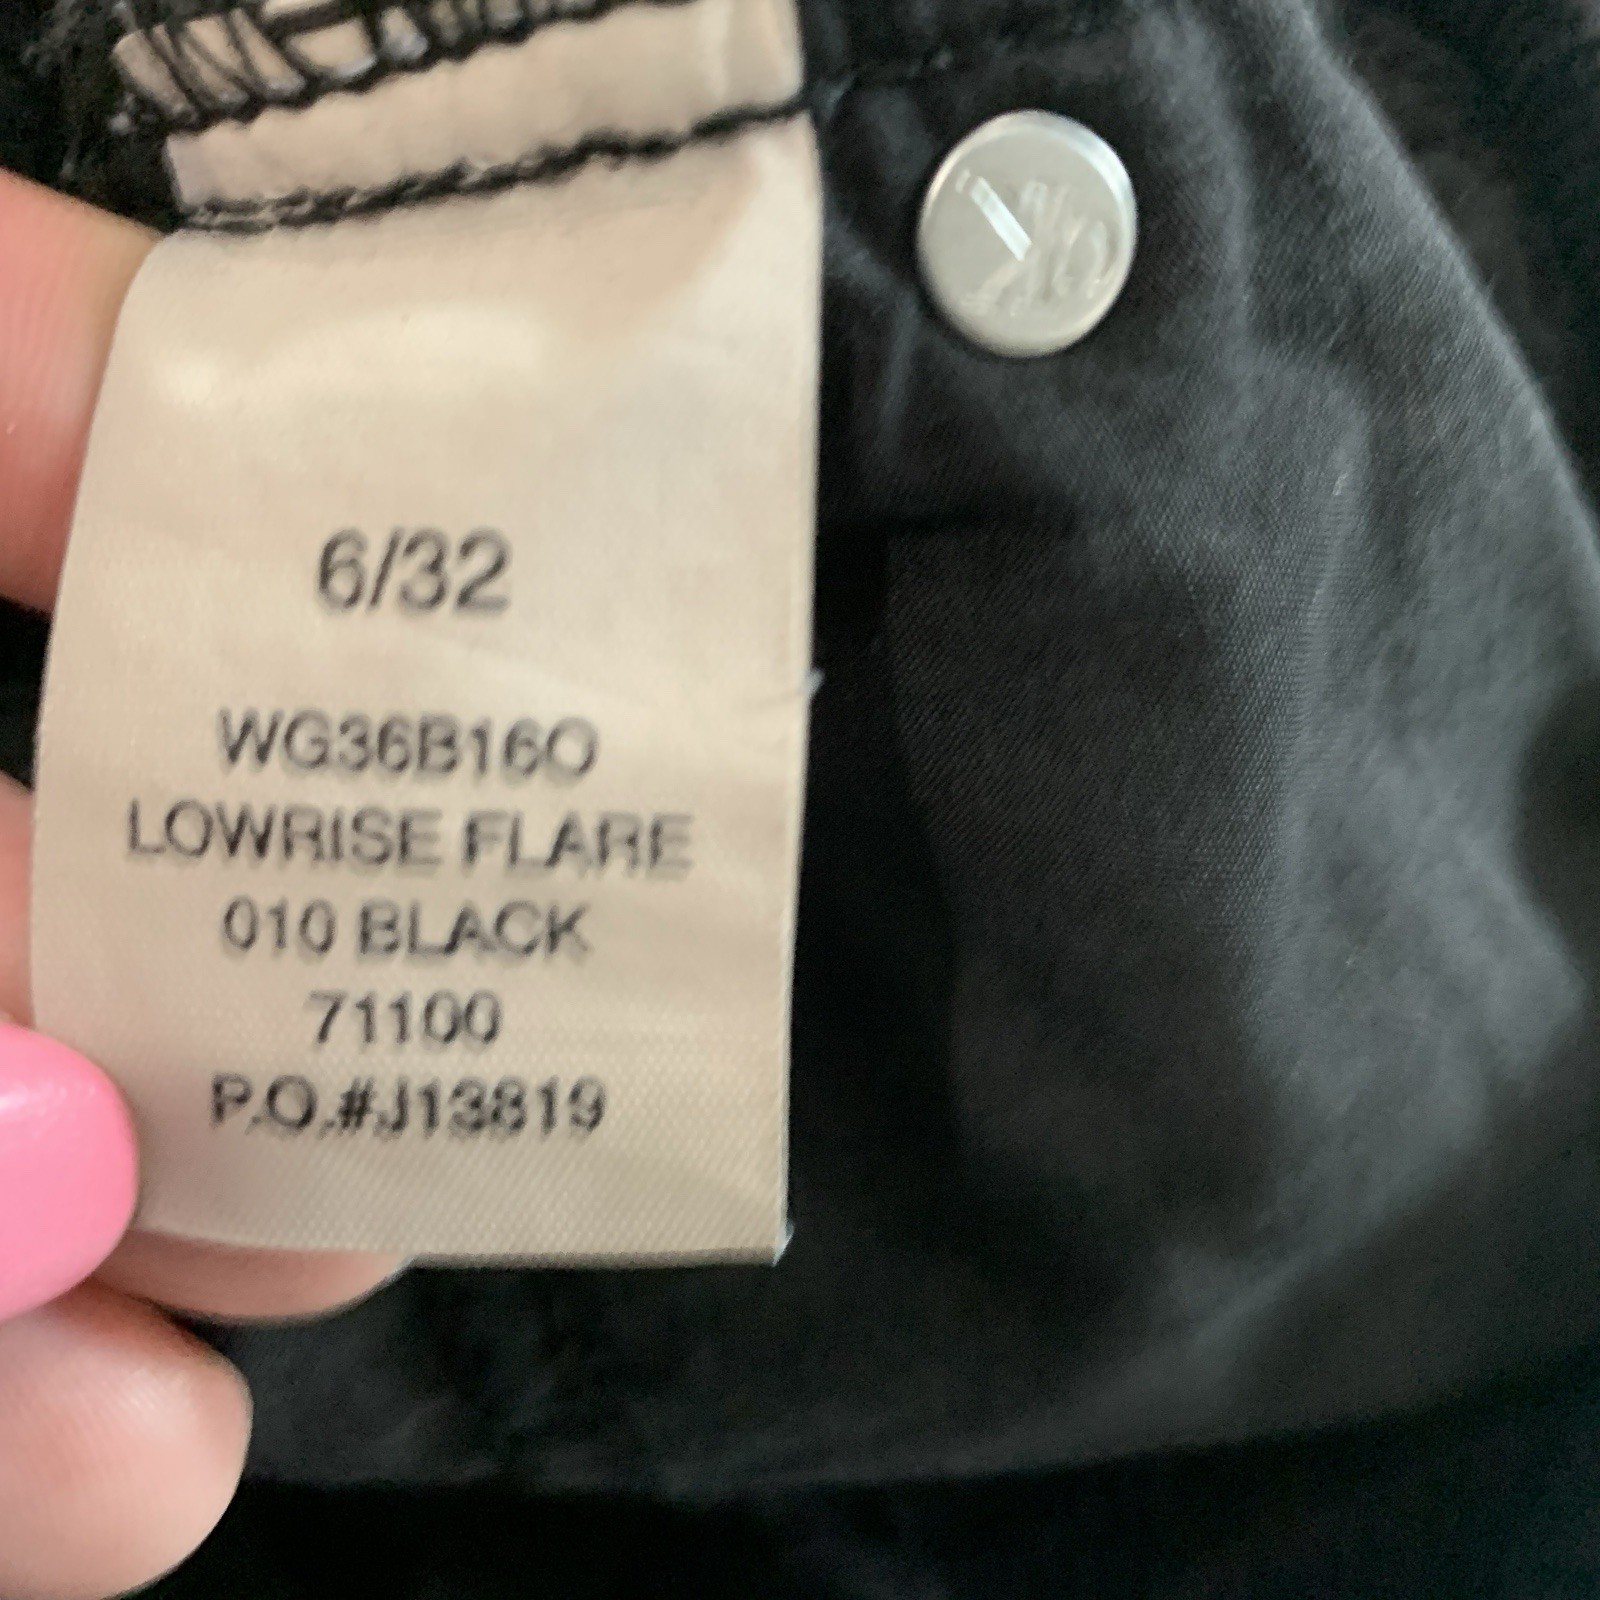 6/32
WG36B16O
LOWRISE FLARE
010 BLACK
71100
P.O.#J13819